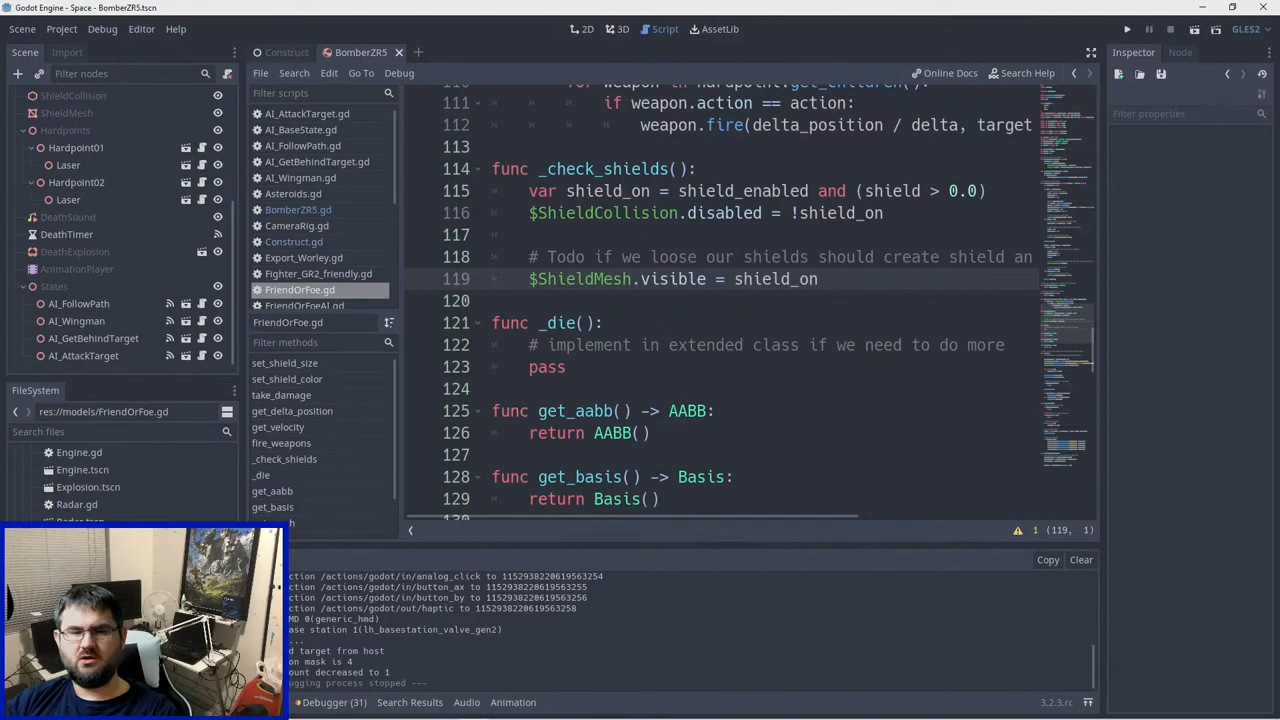 Godot Engine - Space - BomberZR5.tscn
Scene Project Debug Editor Help
2D 3D Script AssetLib
GLES2
Scene Import
Filter nodes
ShieldCollision
ShieldMesh
Hardpoints
Hardpoint01
Laser
Hardpoint02
Laser
DeathSound
DeathTimer
DeathExplosion
AnimationPlayer
States
AI_FollowPath
AI_Wingman
AI_GetBehindTarget
AI_AttackTarget
FileSystem
res://models/FriendOrFoe.gd
Search files
Engine.gd
Engine.tscn
Explosion.tscn
Radar.gd
Radar.tscn
Construct BomberZR5
File Search Edit Go To Debug
Online Docs Search Help
Filter scripts
AI_AttackTarget.gd
AI_BaseState.gd
AI_FollowPath.gd
AI_GetBehindTarget.gd
AI_Wingman.gd
Asteroids.gd
BomberZR5.gd
CameraRig.gd
Construct.gd
Export_Worley.gd
Fighter_GR2_friendly.gd
FriendOrFoe.gd
FriendOrFoeAI.gd
FriendOrFoe.gd
Filter methods
set_shield_size
set_shield_color
take_damage
get_delta_position
get_velocity
fire_weapons
_check_shields
_die
get_aabb
get_basis
110 for weapon in hardpoint.get_children():
111 if weapon.action == action:
112 weapon.fire(delta_position / delta, target
113
114 func _check_shields():
115 var shield_on = shield_enabled and (shield > 0.0)
116 $ShieldCollision.disabled = !shield_on
117
118 # Todo if we loose our shields should create shield an
119 $ShieldMesh.visible = shield_on
120
121 func _die():
122 # implement in extended class if we need to do more
123 pass
124
125 func get_aabb() -> AABB:
126 return AABB()
127
128 func get_basis() -> Basis:
129 return Basis()
130
1 (119, 1)
Copy Clear
ction /actions/godot/in/analog_click to 1152938220619563254
ction /actions/godot/in/button_ax to 1152938220619563255
ction /actions/godot/in/button_by to 1152938220619563256
ction /actions/godot/out/haptic to 1152938220619563258
MD 0(generic_hmd)
ase station 1(lh_basestation_valve_gen2)
...
d target from host
on mask is 4
ount decreased to 1
ugging process stopped ---
Debugger (31) Search Results Audio Animation
3.2.3.rc
Inspector Node
Filter properties